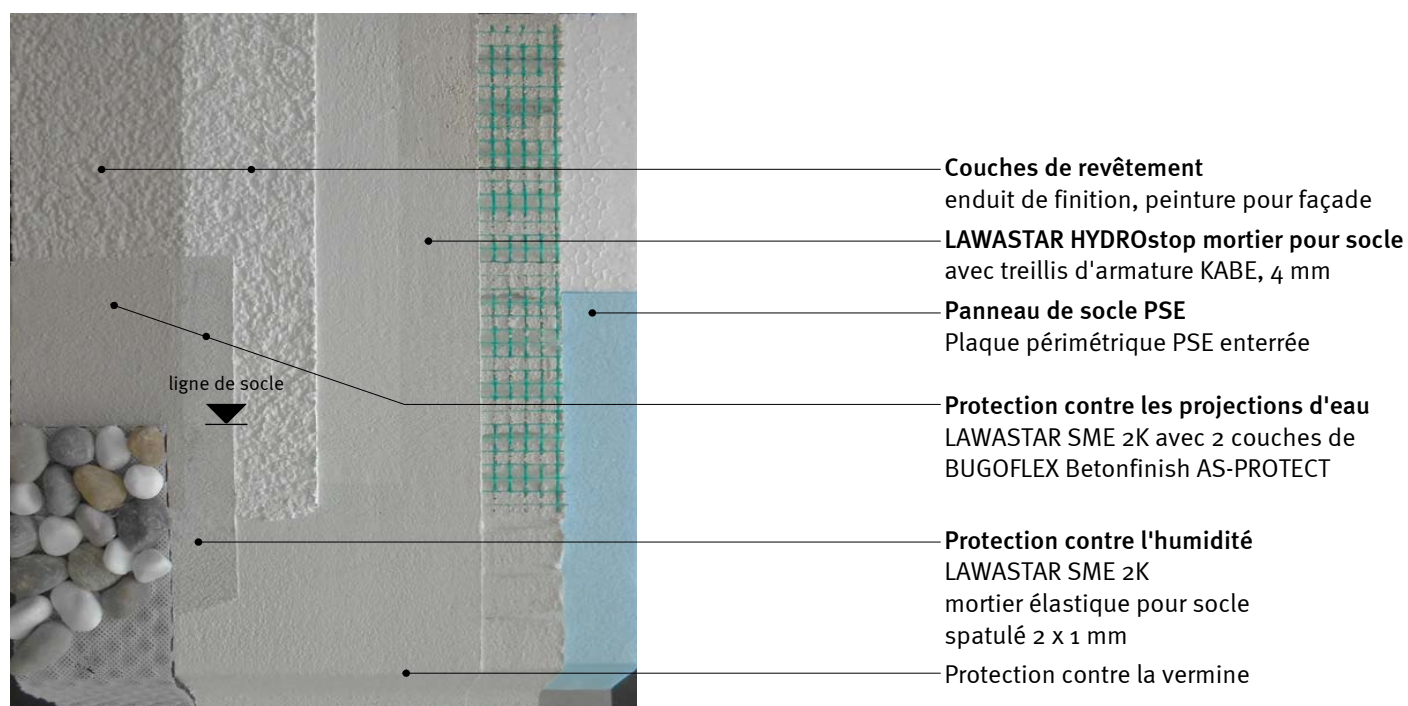 Couches de revêtement
enduit de finition, peinture pour façade
LAWASTAR HYDROstop mortier pour socle
avec treillis d'armature KABE, 4 mm
Panneau de socle PSE
Plaque périmétrique PSE enterrée
ligne de socle
Protection contre les projections d'eau
LAWASTAR SME 2K avec 2 couches de
BUGOFLEX Betonfinish AS-PROTECT
Protection contre l'humidité
LAWASTAR SME 2K
mortier élastique pour socle
spatulé 2 x 1 mm
Protection contre la vermine